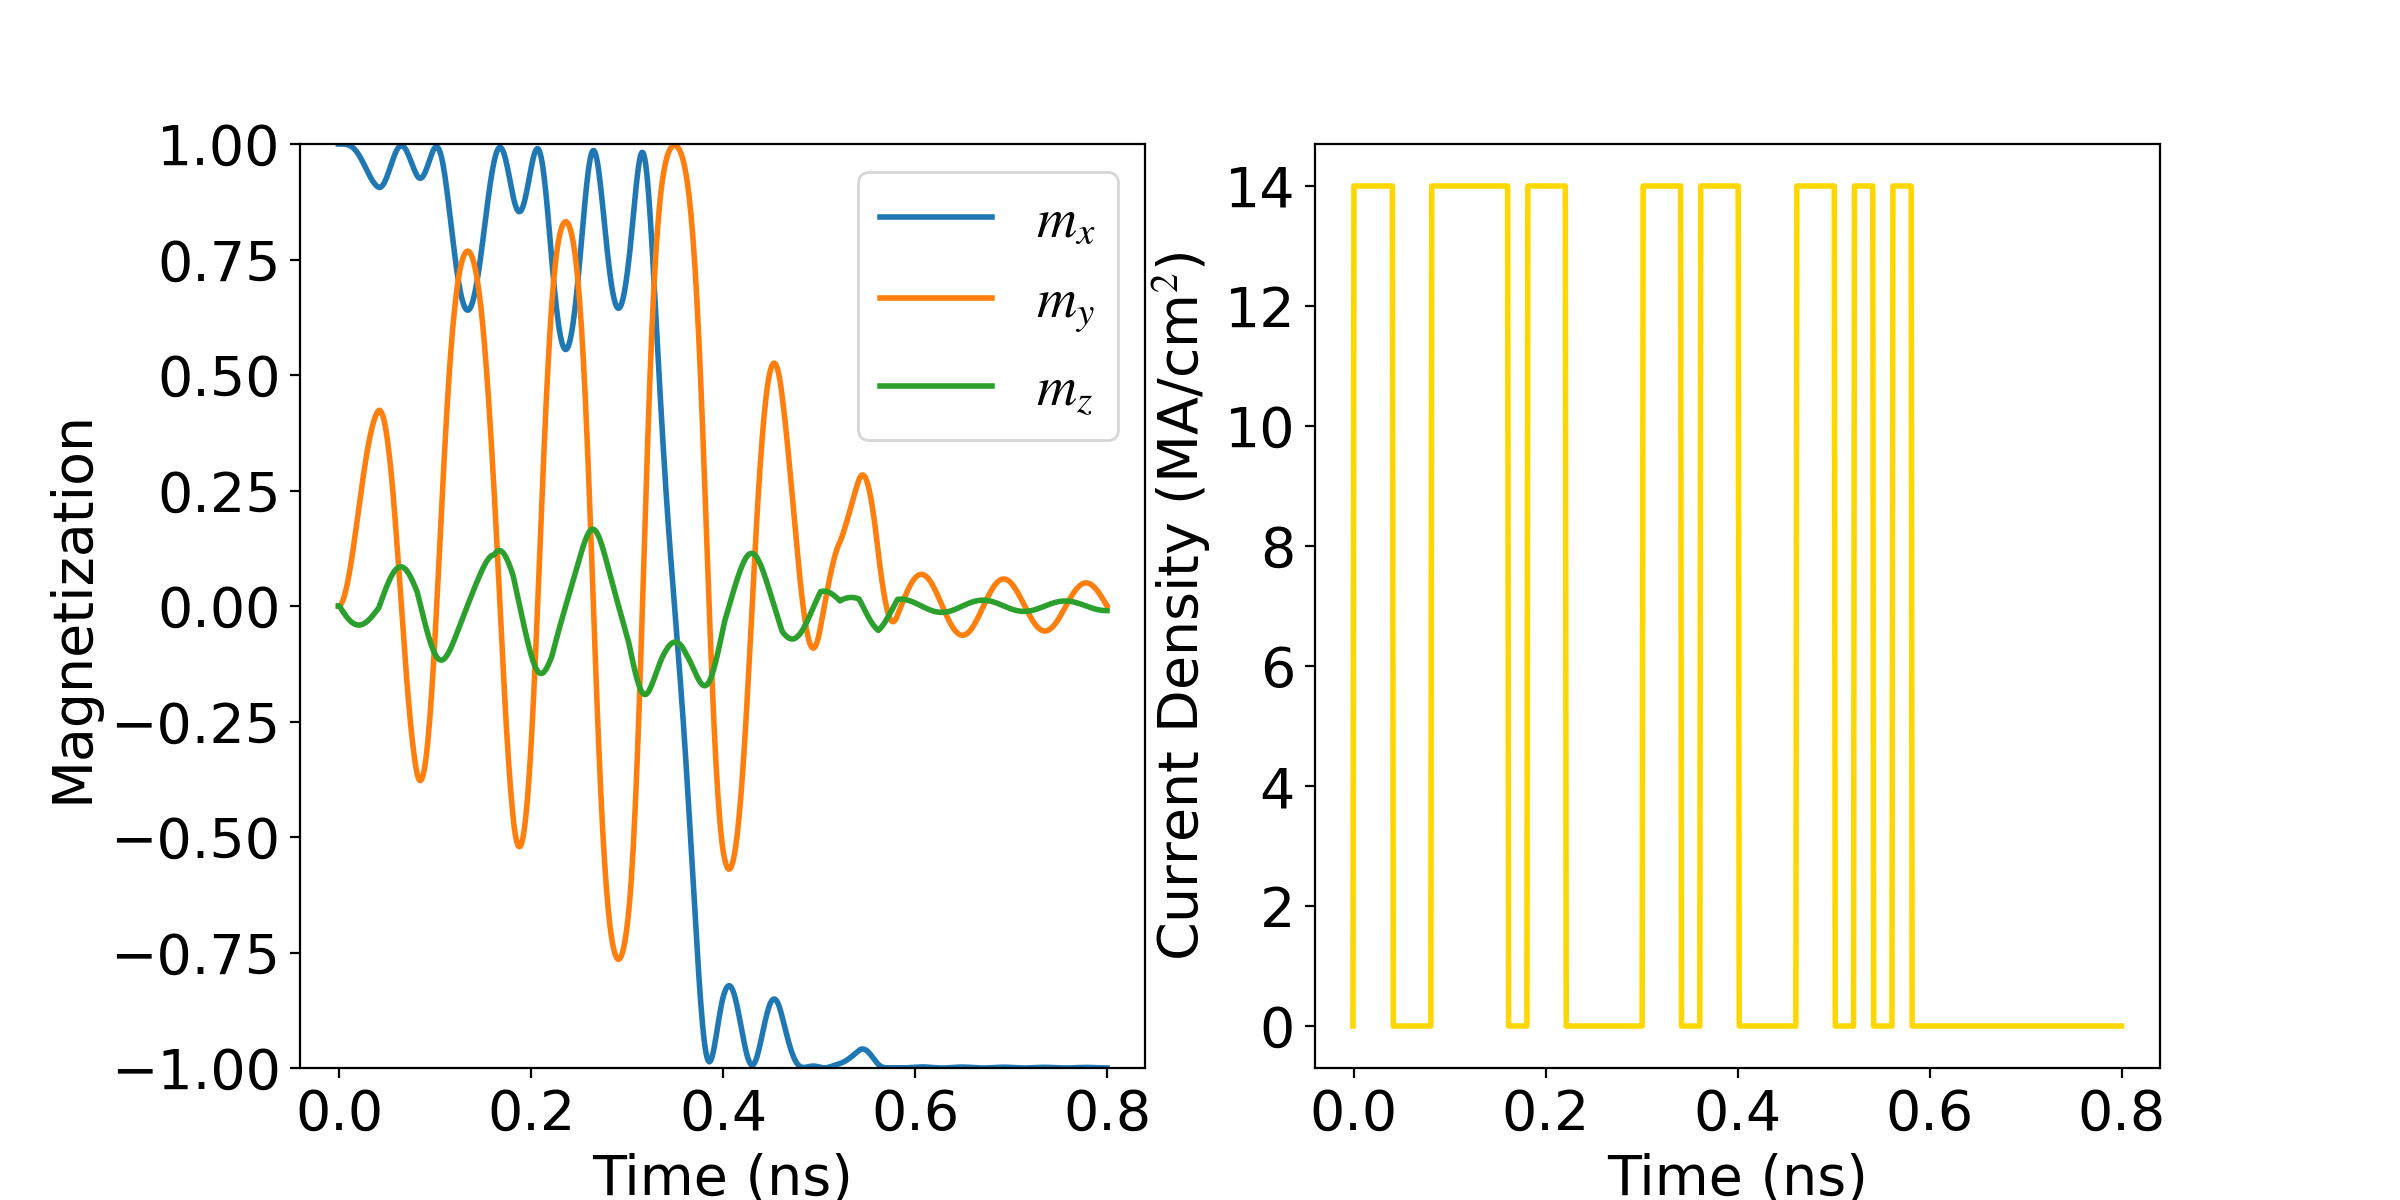 1.00
0.75
0.50
0.25
0.00
−0.25
−0.50
−0.75
−1.00
Magnetization
0.0 0.2 0.4 0.6 0.8
Time (ns)
mₓ
m_y
m_z
14
12
10
8
6
4
2
0
Current Density (MA/cm²)
0.0 0.2 0.4 0.6 0.8
Time (ns)